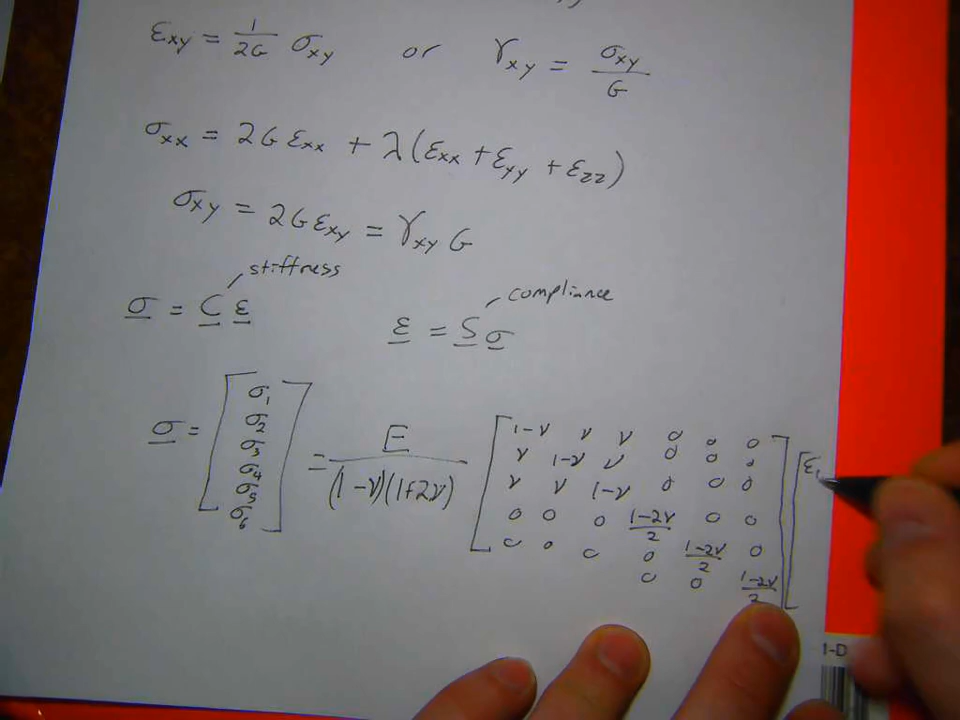 εxy = 1/2G σxy or γxy = σxy/G
σxx = 2G εxx + λ(εxx + εyy + εzz)
σxy = 2G εxy = γxy G
stiffness
σ = C ε
compliance
ε = S σ
σ = [σ1 σ2 σ3 σ4 σ5 σ6] = E/(1-ν)(1+2ν) [ε1
1-ν ν ν 0 0 0
ν 1-ν ν 0 0 0
ν ν 1-ν 0 0 0
0 0 0 1-2ν/2 0 0
0 0 0 0 1-2ν/2 0
0 0 1-2ν/2
1-D